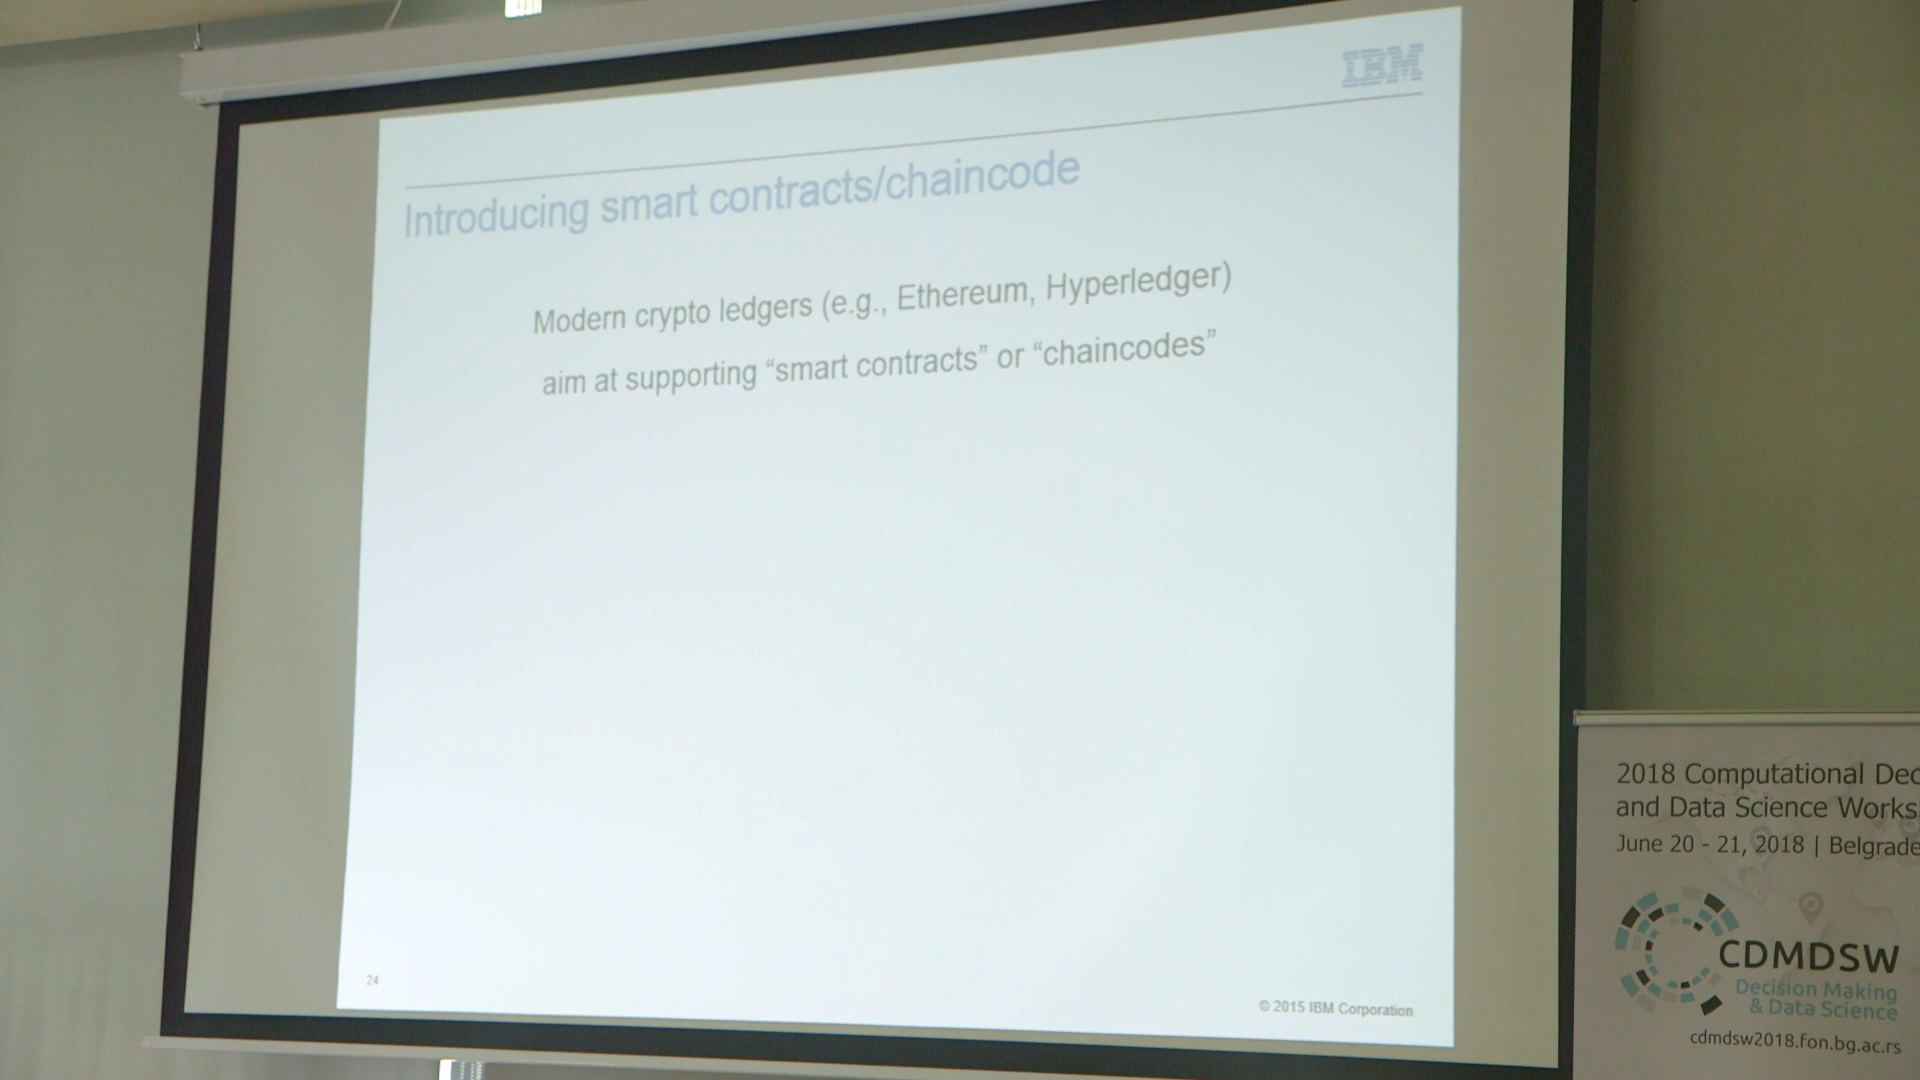 IBM
Introducing smart contracts/chaincode
Modern crypto ledgers (e.g., Ethereum, Hyperledger)
aim at supporting “smart contracts” or “chaincodes”
24
© 2015 IBM Corporation
2018 Computational Dec
and Data Science Works
June 20 - 21, 2018 | Belgrade
CDMDSW
Decision Making
& Data Science
cdmdsw2018.fon.bg.ac.rs